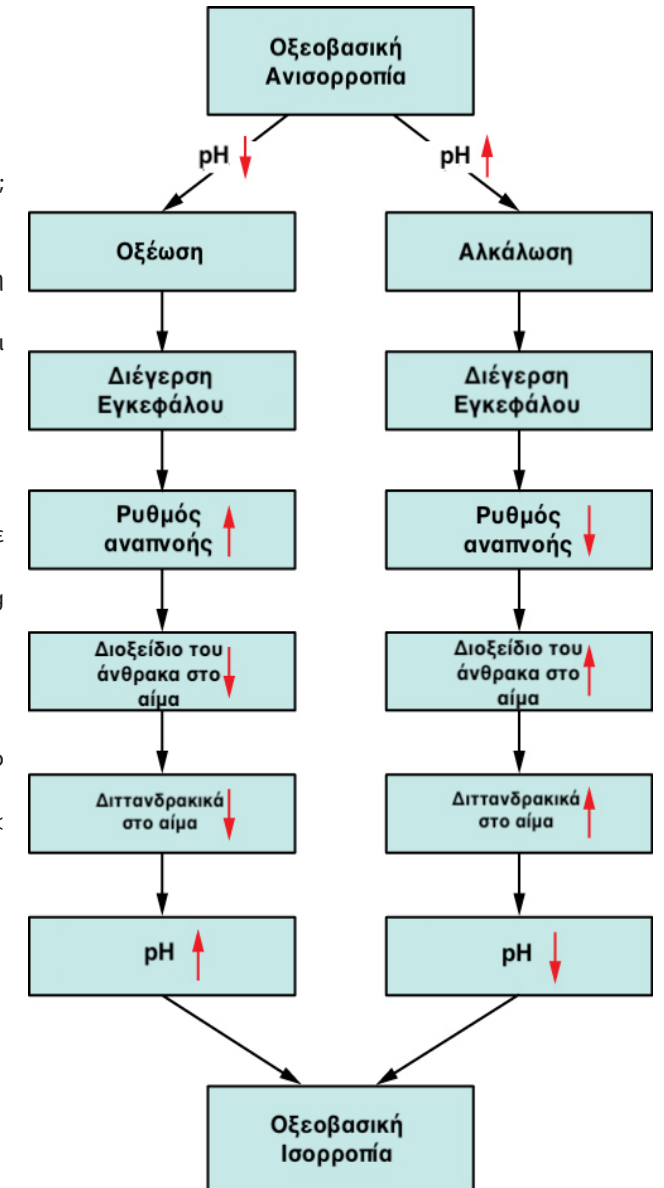 Οξεοβασική
Ανισορροπία
pH
pH
;
Οξέωση
Αλκάλωση
η
ι
Διέγερση
Εγκεφάλου
Διέγερση
Εγκεφάλου
Ρυθμός
αναπνοής
Ρυθμός
αναπνοής
ε
g
Διοξείδιο του
άνθρακα στο
αίμα
Διοξείδιο του
άνθρακα στο
αίμα
ο
Διττανδρακικά
στο αίμα
Διττανδρακικά
στο αίμα
pH
pH
Οξεοβασική
Ισορροπία